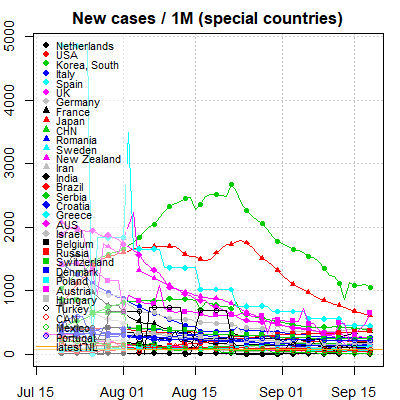 New cases / 1M (special countries)
5000
4000
3000
2000
1000
0
Netherlands
USA
Korea, South
Italy
Spain
UK
Germany
France
Japan
CHN
Romania
Sweden
New Zealand
Iran
India
Brazil
Serbia
Croatia
Greece
AUS
Israel
Belgium
Russia
Switzerland
Denmark
Poland
Austria
Hungary
Turkey
CAN
Mexico
Portugal
latest NL
Jul 15
Aug 01
Aug 15
Sep 01
Sep 15